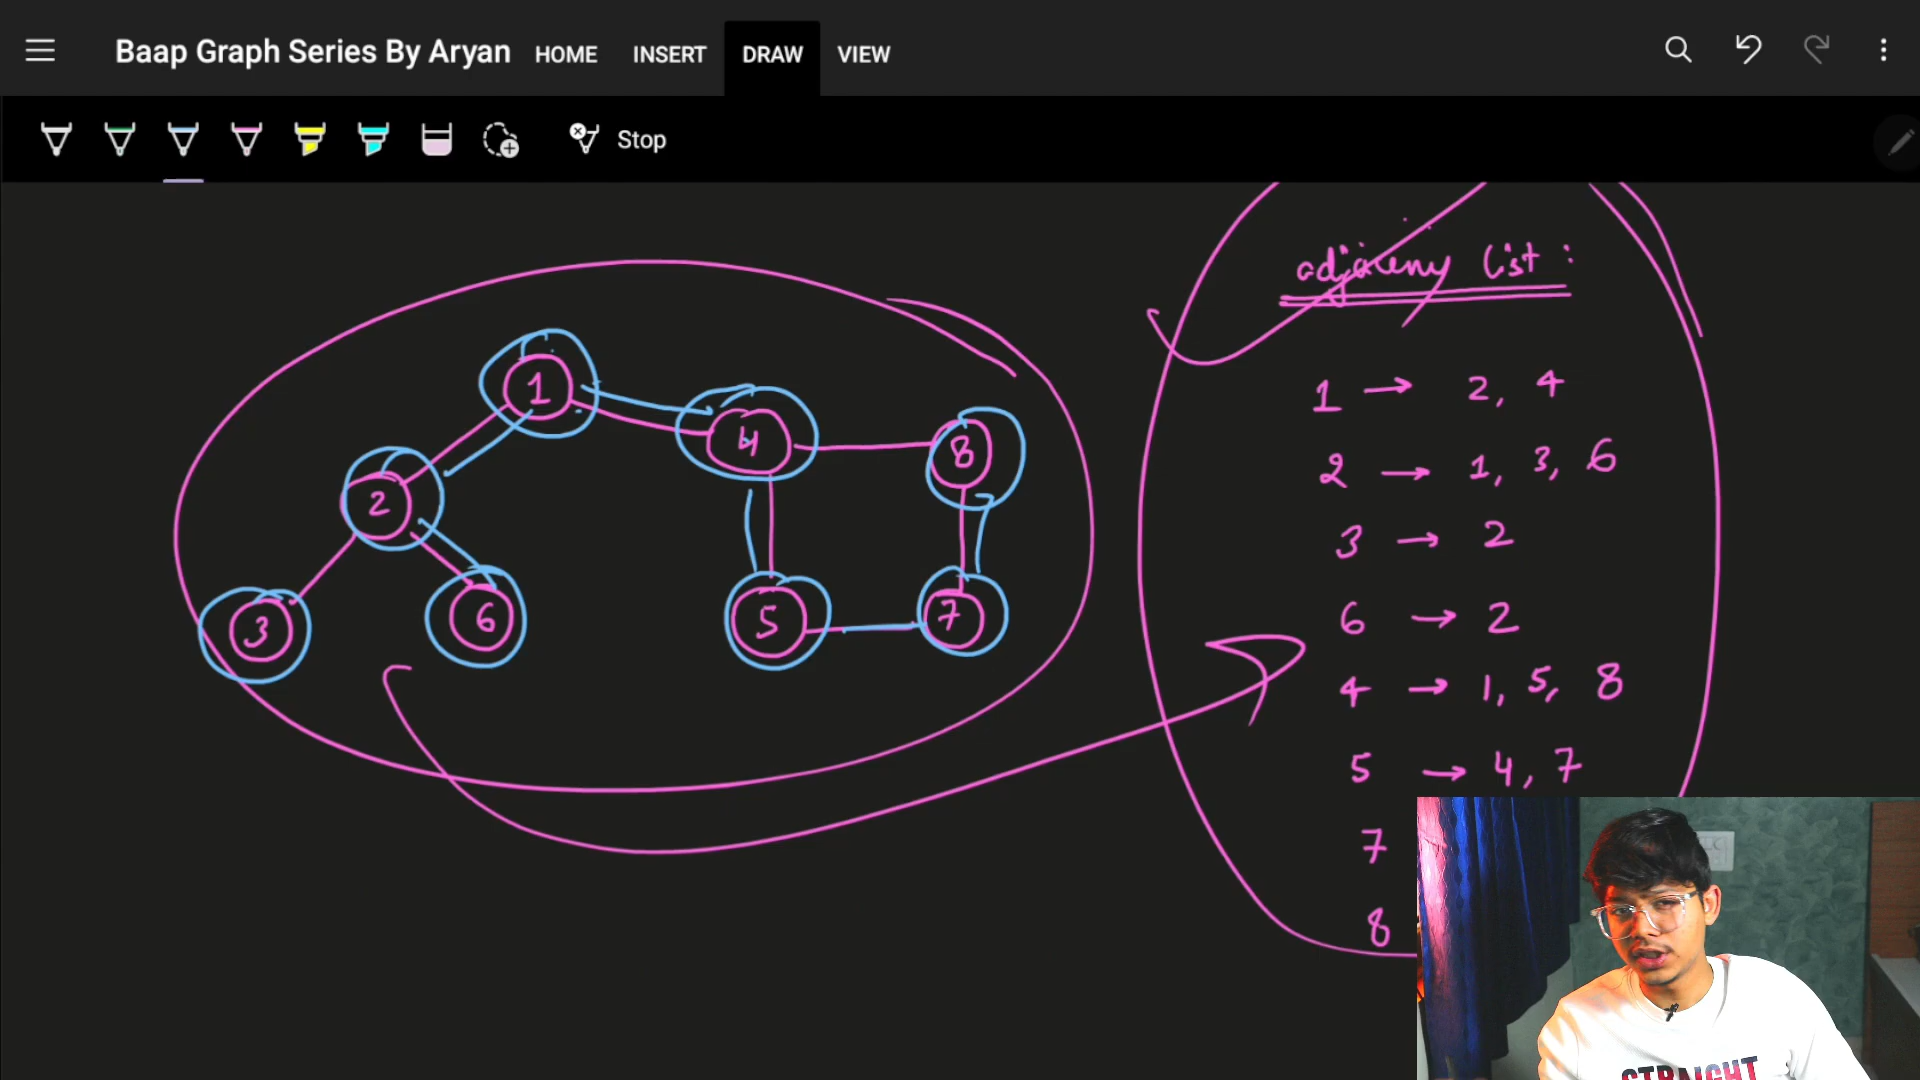 Baap Graph Series By Aryan HOME INSERT DRAW VIEW
Stop
adjaceny list :
1 → 2, 4
2 → 1, 3, 6
3 → 2
6 → 2
4 → 1, 5, 8
5 → 4, 7
7
8
1
4
8
2
3
6
5
7
STRAIGHT